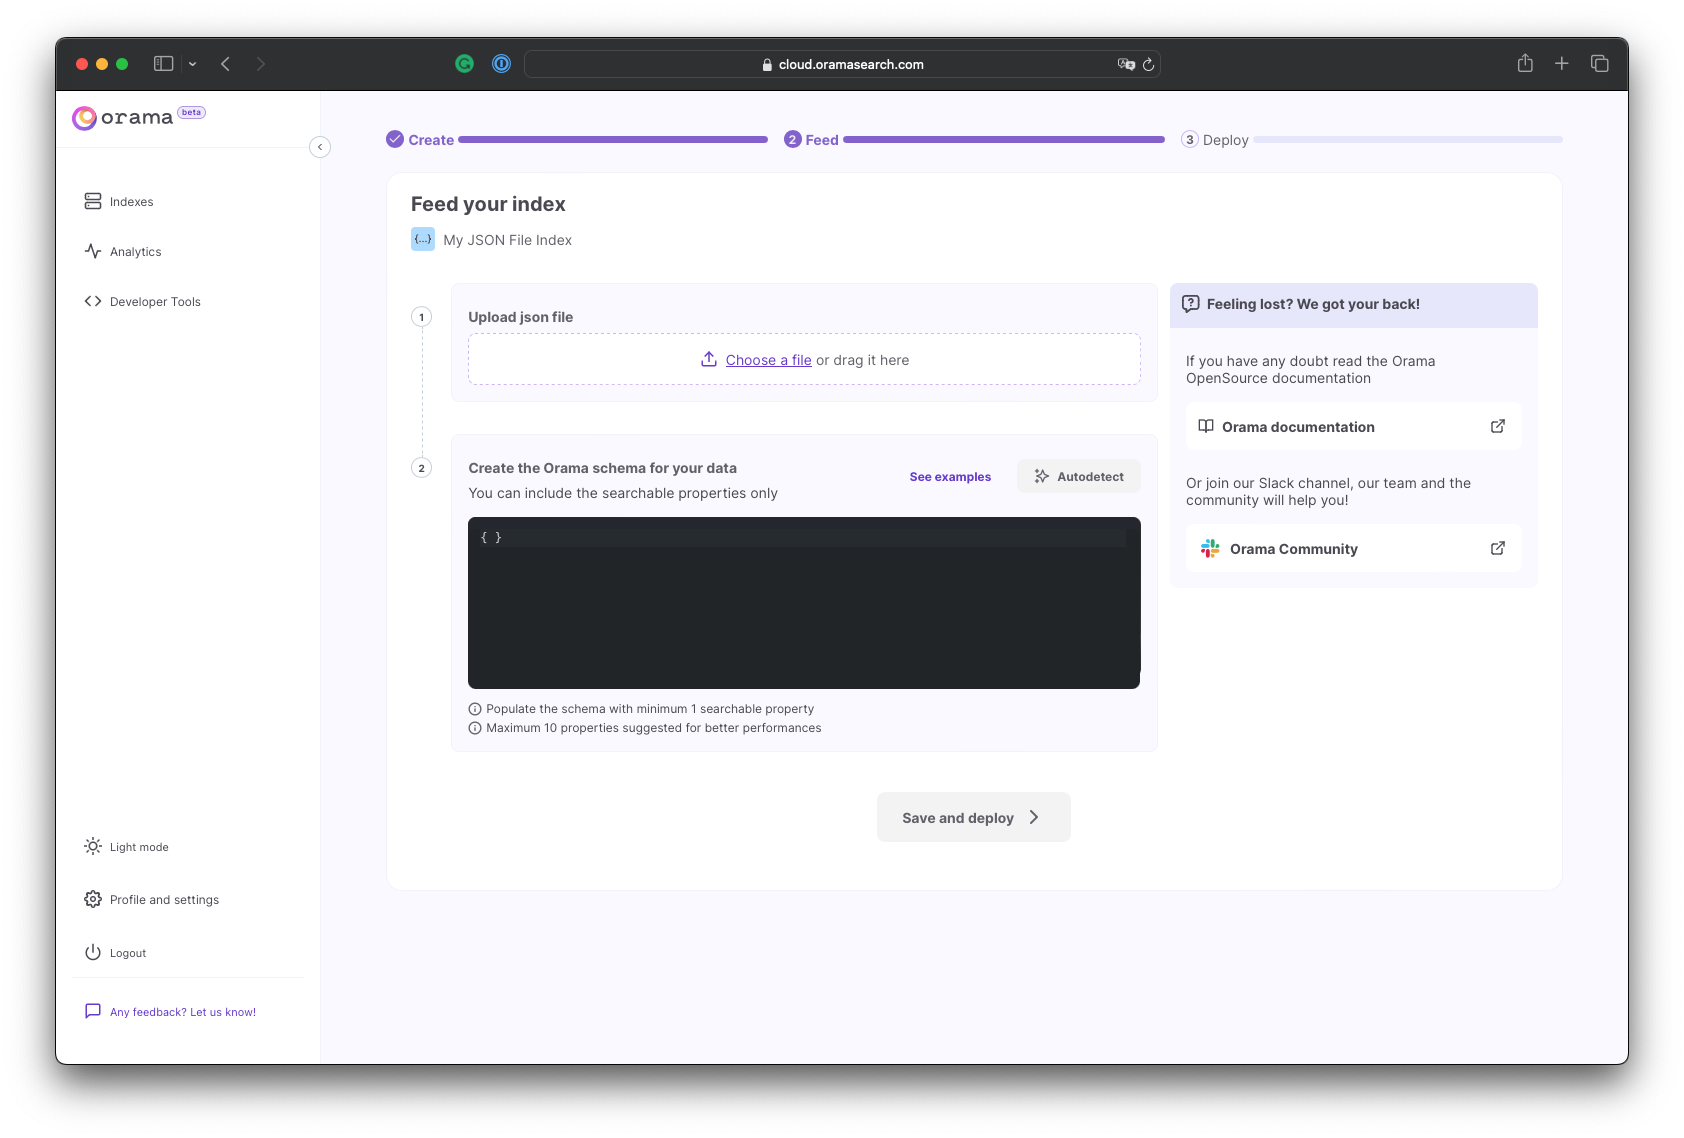 cloud.oramasearch.com
orama beta
Indexes
Analytics
Developer Tools
Light mode
Profile and settings
Logout
Any feedback? Let us know!
Create
2 Feed
3 Deploy
Feed your index
{...} My JSON File Index
1
Upload json file
Choose a file or drag it here
2
Create the Orama schema for your data
You can include the searchable properties only
See examples
Autodetect
{ }
Populate the schema with minimum 1 searchable property
Maximum 10 properties suggested for better performances
Save and deploy
Feeling lost? We got your back!
If you have any doubt read the Orama
OpenSource documentation
Orama documentation
Or join our Slack channel, our team and the
community will help you!
Orama Community